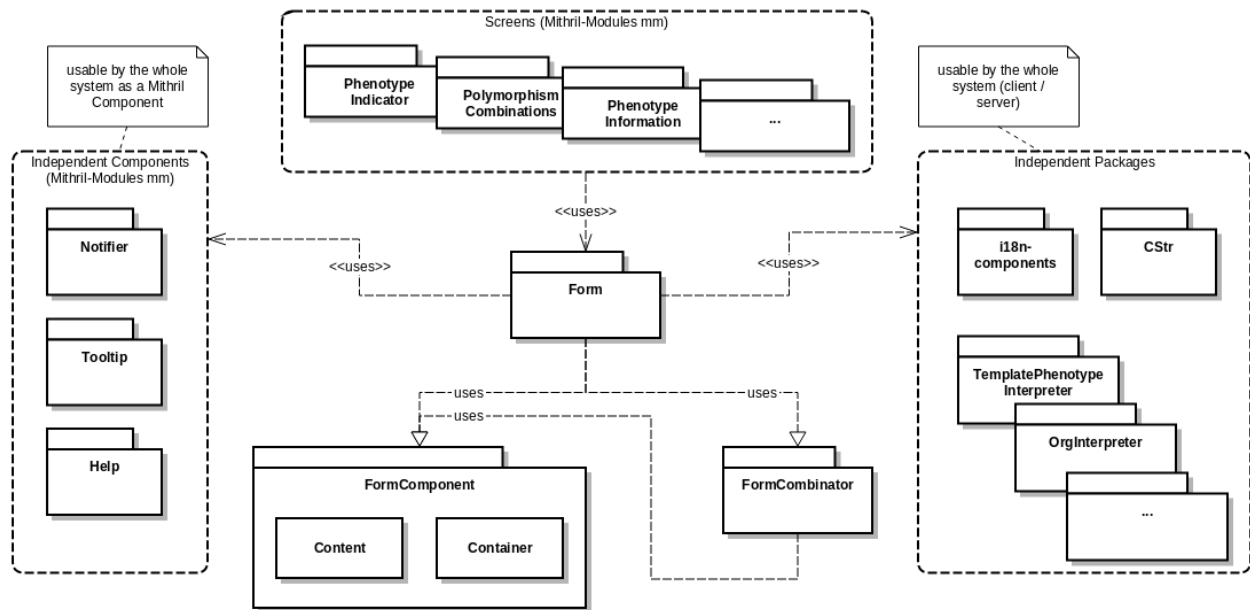 Screens (Mithril-Modules mm)
Phenotype
Indicator
Polymorphism
Combinations
Phenotype
Information
...
usable by the whole
system as a Mithril
Component
usable by the whole
system (client /
server)
Independent Components
(Mithril-Modules mm)
Notifier
Tooltip
Help
Independent Packages
i18n-
components
CStr
TemplatePhenotype
Interpreter
OrgInterpreter
...
<<uses>>
<<uses>>
<<uses>>
Form
uses
uses
uses
FormComponent
Content
Container
FormCombinator